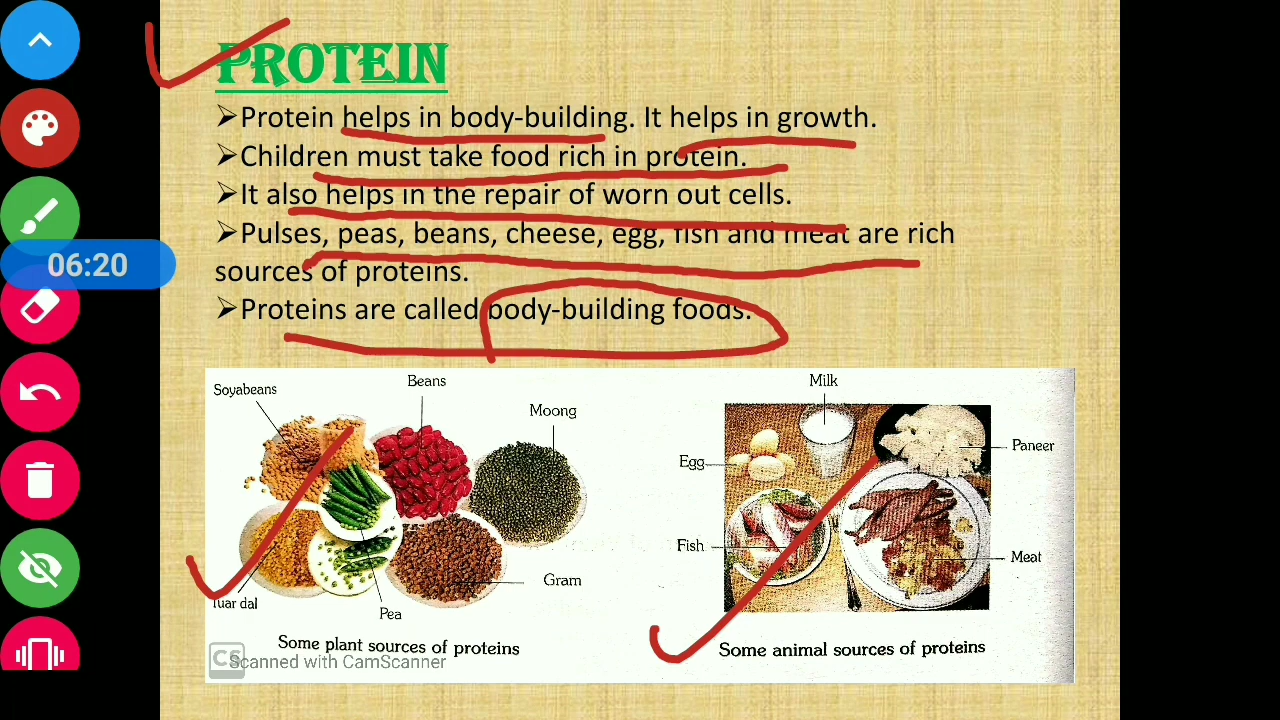 PROTEIN
➢Protein helps in body-building. It helps in growth.
➢Children must take food rich in protein.
➢It also helps in the repair of worn out cells.
➢Pulses, peas, beans, cheese, egg, fish and meat are rich
sources of proteins.
➢Proteins are called body-building foods.
06:20
Soyabeans
Beans
Moong
Tuar dal
Pea
Gram
Some plant sources of proteins
Milk
Egg
Paneer
Fish
Meat
Some animal sources of proteins
CS Scanned with CamScanner